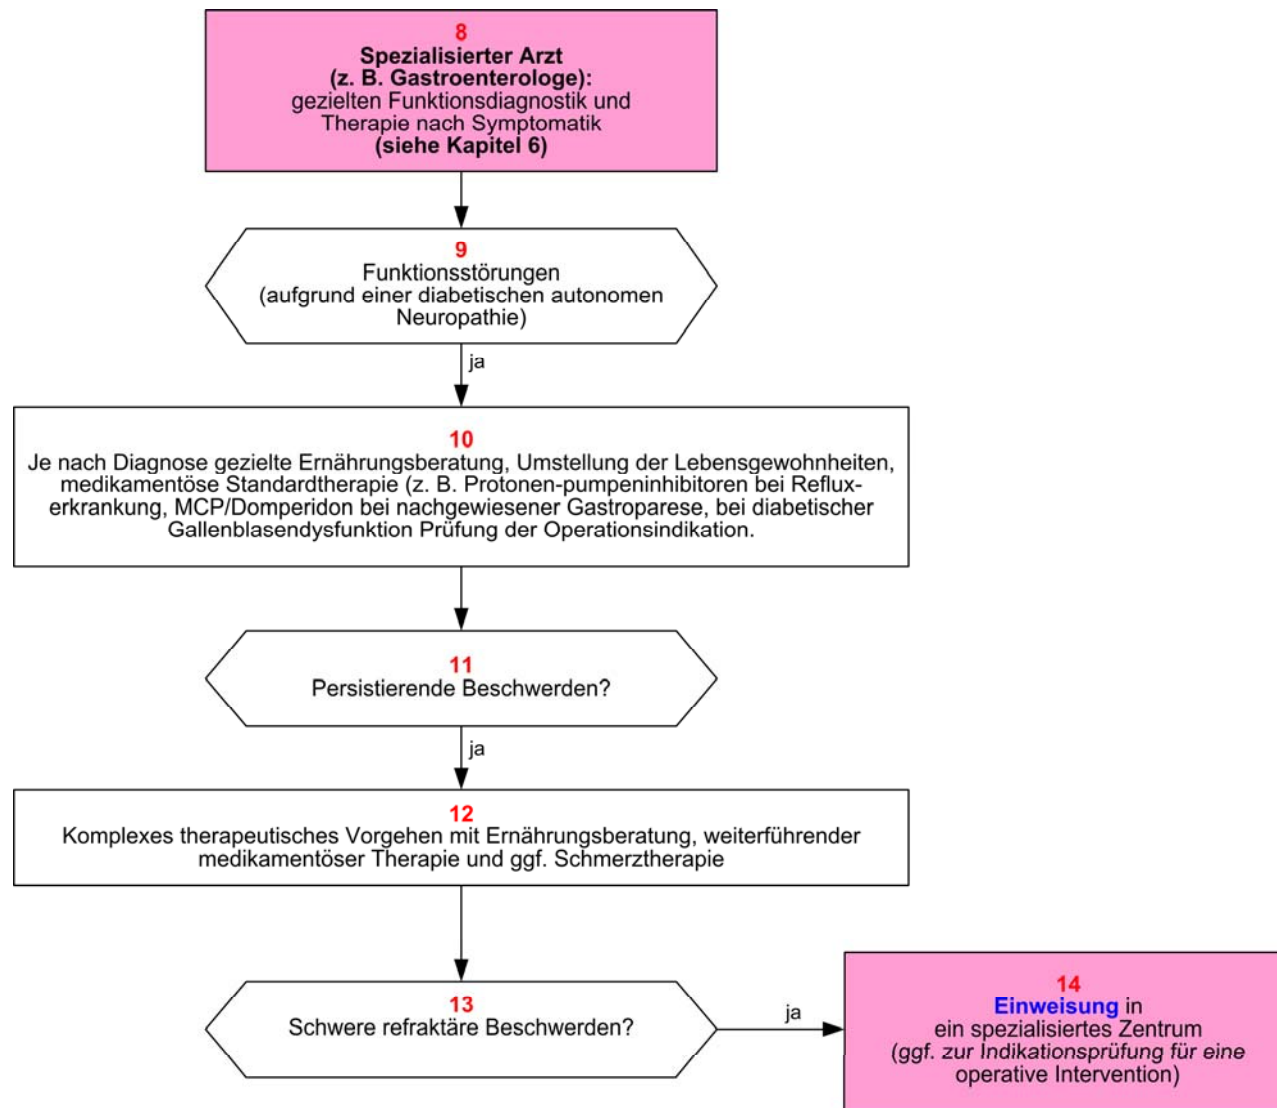 8
Spezialisierter Arzt
(z. B. Gastroenterologe):
gezielten Funktionsdiagnostik und
Therapie nach Symptomatik
(siehe Kapitel 6)
9
Funktionsstörungen
(aufgrund einer diabetischen autonomen
Neuropathie)
ja
10
Je nach Diagnose gezielte Ernährungsberatung, Umstellung der Lebensgewohnheiten,
medikamentöse Standardtherapie (z. B. Protonen-pumpeninhibitoren bei Reflux-
erkrankung, MCP/Domperidon bei nachgewiesener Gastroparese, bei diabetischer
Gallenblasendysfunktion Prüfung der Operationsindikation.
11
Persistierende Beschwerden?
ja
12
Komplexes therapeutisches Vorgehen mit Ernährungsberatung, weiterführender
medikamentöser Therapie und ggf. Schmerztherapie
13
Schwere refraktäre Beschwerden?
ja
14
Einweisung in
ein spezialisiertes Zentrum
(ggf. zur Indikationsprüfung für eine
operative Intervention)